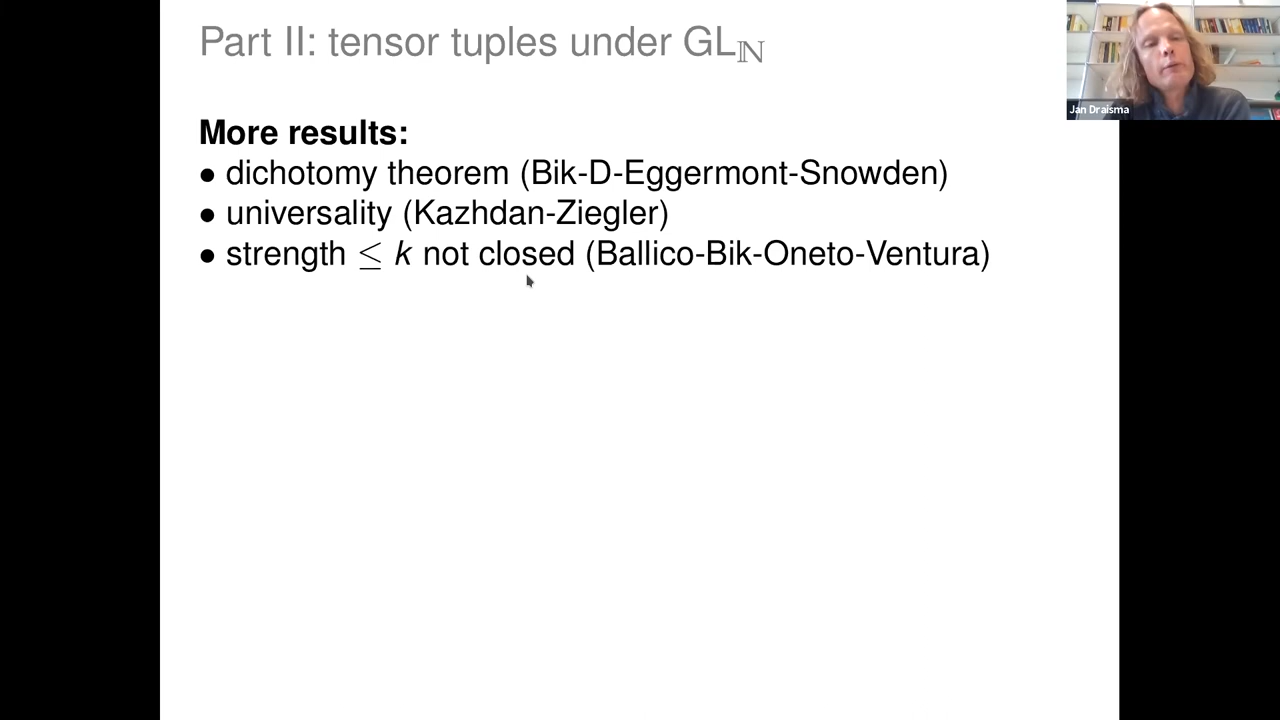 Part II: tensor tuples under GL_ℕ
Jan Draisma
More results:
• dichotomy theorem (Bik-D-Eggermont-Snowden)
• universality (Kazhdan-Ziegler)
• strength ≤ k not closed (Ballico-Bik-Oneto-Ventura)